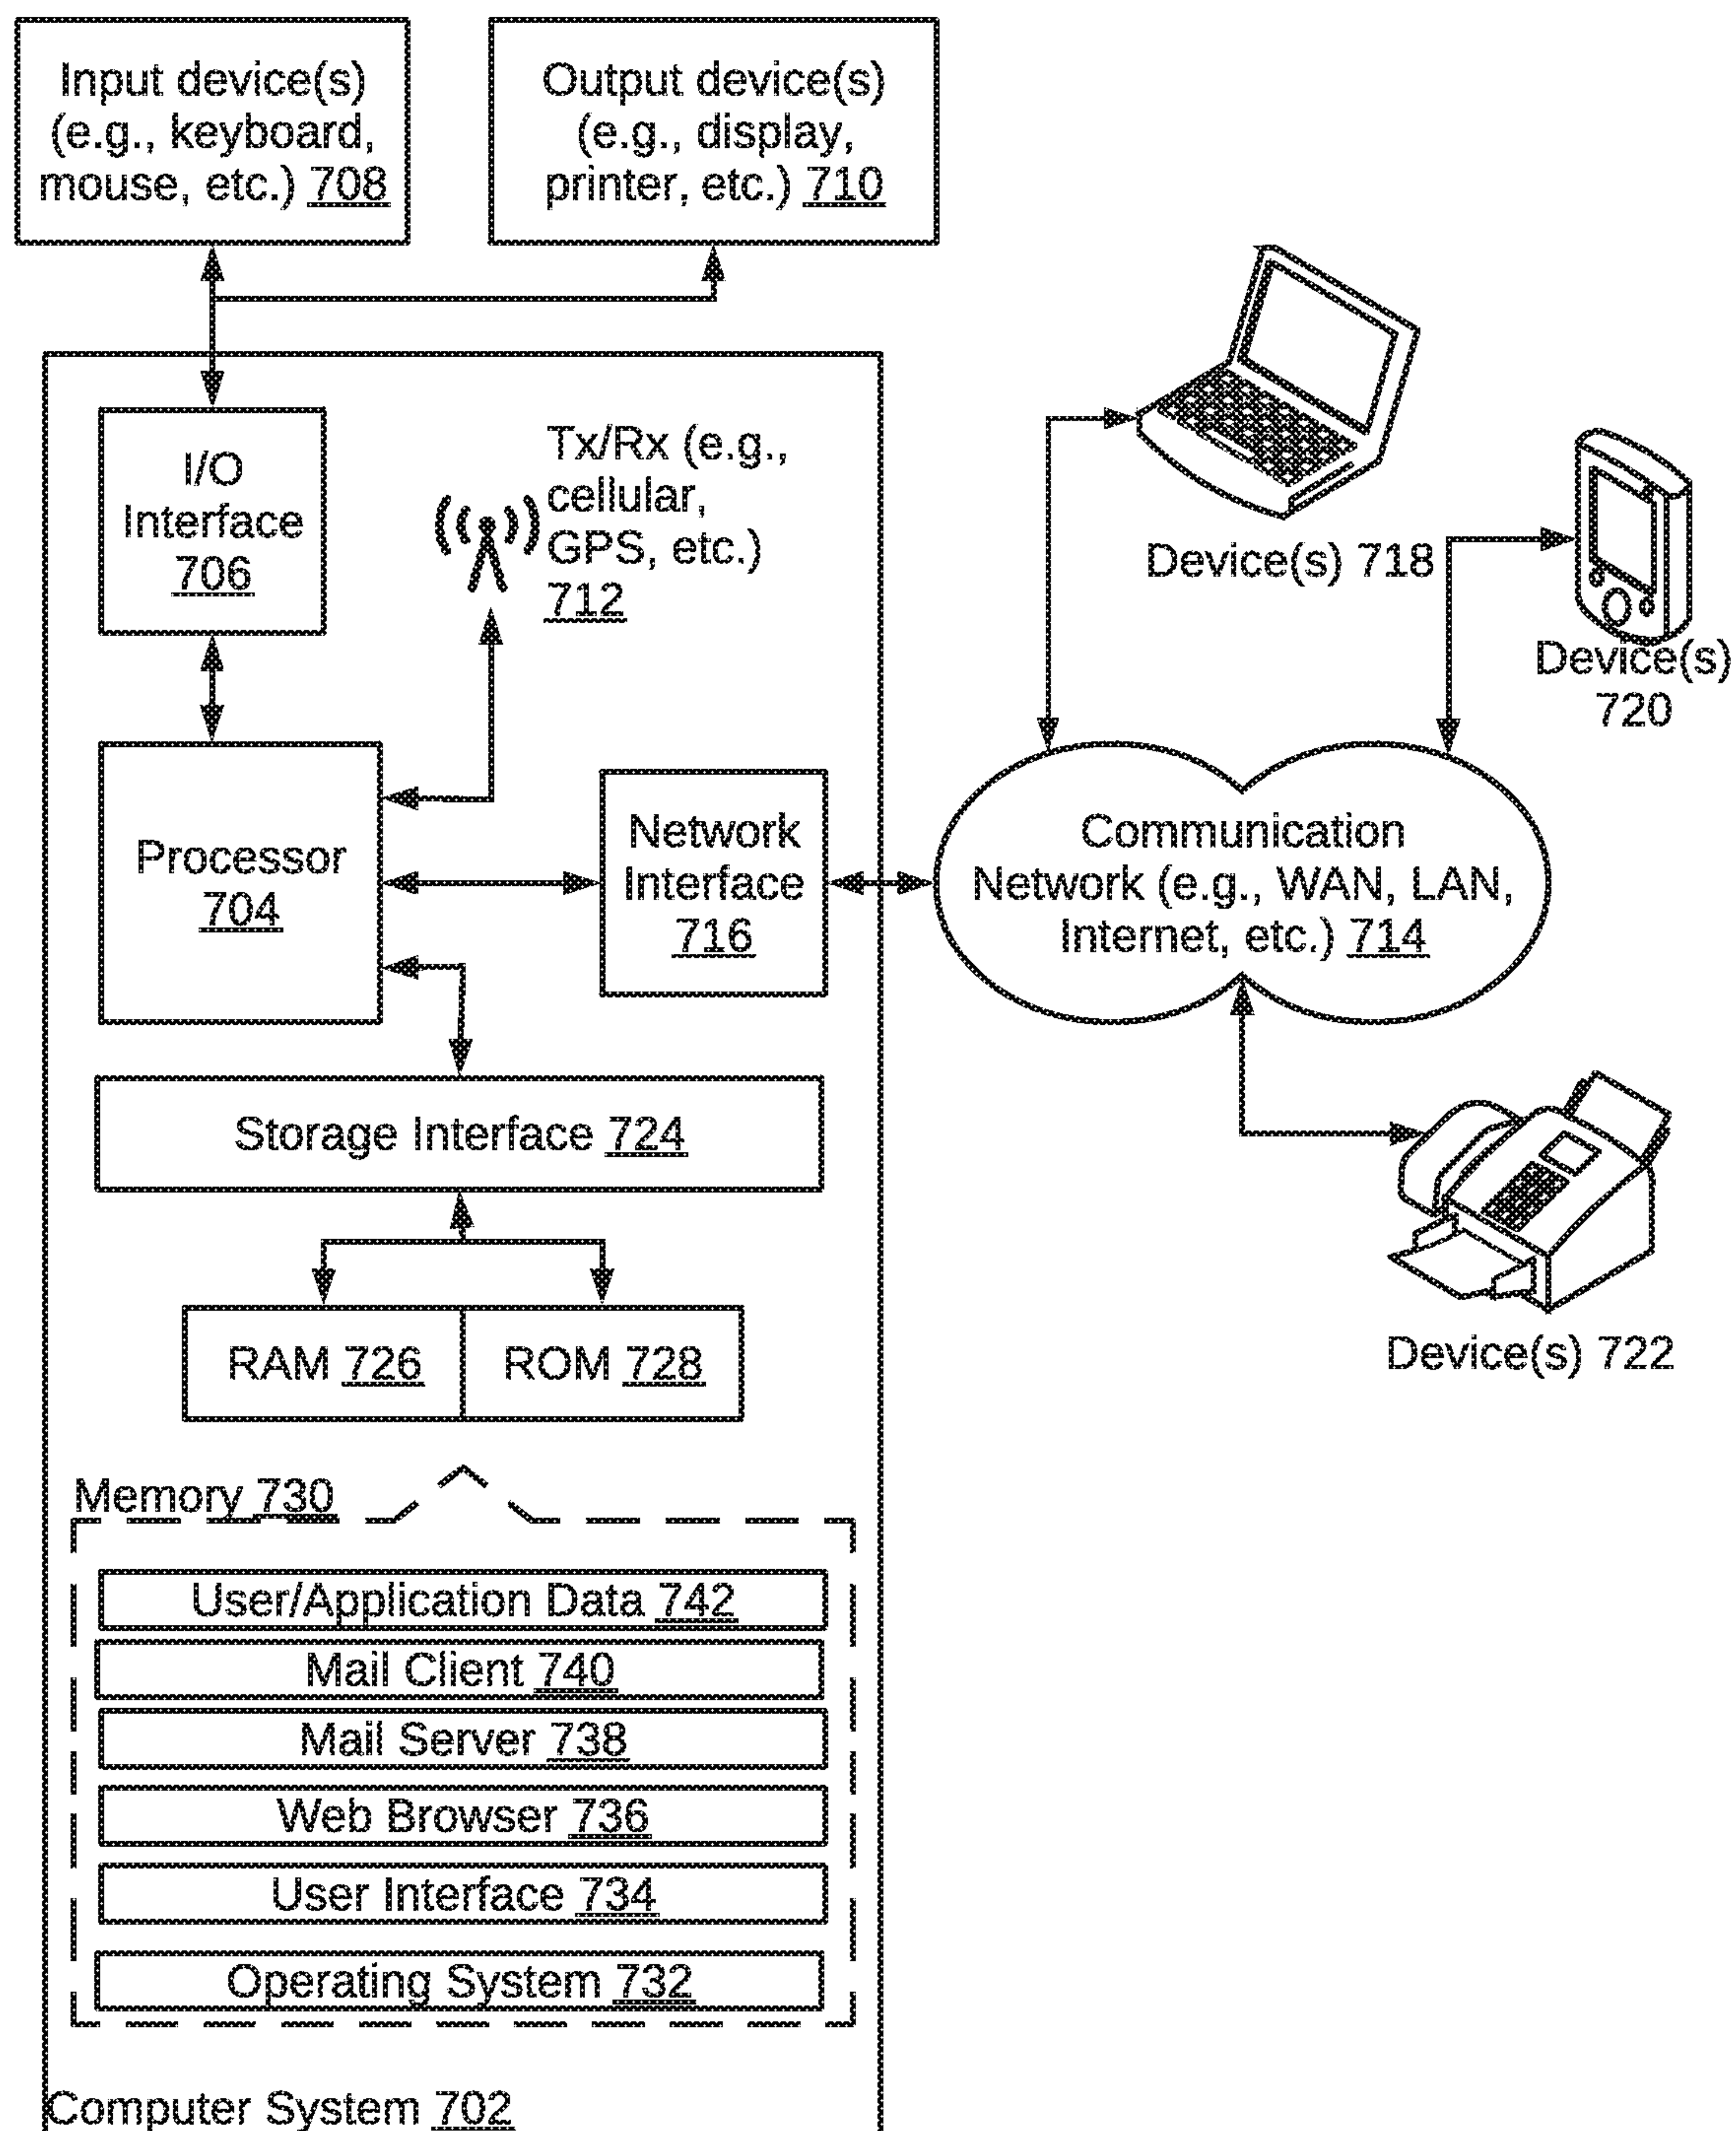 Input device(s)
(e.g., keyboard,
mouse, etc.) 708
Output device(s)
(e.g., display,
printer, etc.) 710
I/O
Interface
706
Tx/Rx (e.g.,
cellular,
GPS, etc.)
712
Device(s) 718
Device(s)
720
Processor
704
Network
Interface
716
Communication
Network (e.g., WAN, LAN,
Internet, etc.) 714
Storage Interface 724
RAM 726
ROM 728
Device(s) 722
Memory 730
User/Application Data 742
Mail Client 740
Mail Server 738
Web Browser 736
User Interface 734
Operating System 732
Computer System 702